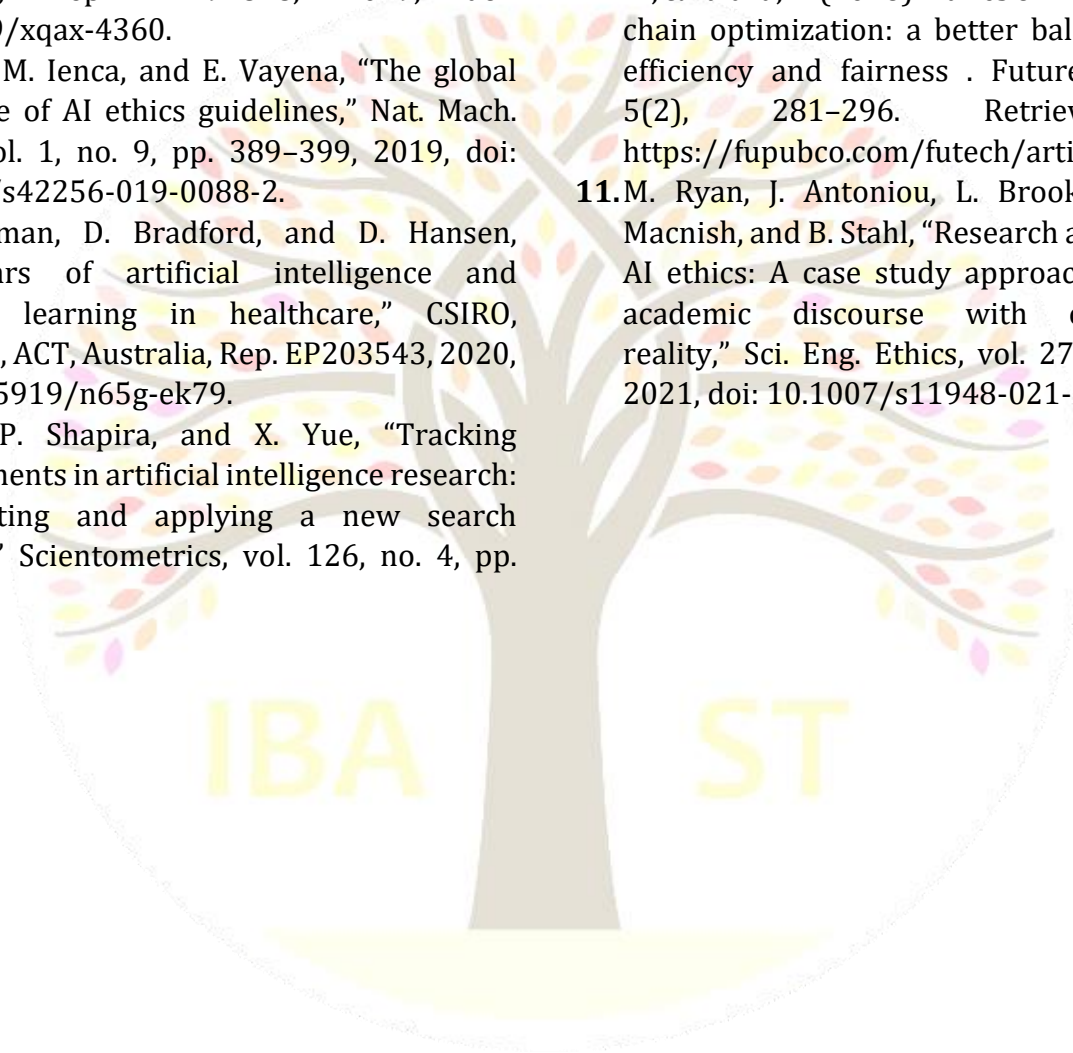 /xqax-4360.
M. Ienca, and E. Vayena, “The global
e of AI ethics guidelines,” Nat. Mach.
vol. 1, no. 9, pp. 389–399, 2019, doi:
/s42256-019-0088-2.
man, D. Bradford, and D. Hansen,
of artificial intelligence and
learning in healthcare,” CSIRO,
, ACT, Australia, Rep. EP203543, 2020,
5919/n65g-ek79.
P. Shapira, and X. Yue, “Tracking
ments in artificial intelligence research:
ting and applying a new search
” Scientometrics, vol. 126, no. 4, pp.
chain optimization: a better bal
efficiency and fairness . Future
5(2), 281–296. Retriev
https://fupubco.com/futech/arti
11. M. Ryan, J. Antoniou, L. Brook
Macnish, and B. Stahl, “Research a
AI ethics: A case study approac
academic discourse with
reality,” Sci. Eng. Ethics, vol. 27
2021, doi: 10.1007/s11948-021-
IBA ST